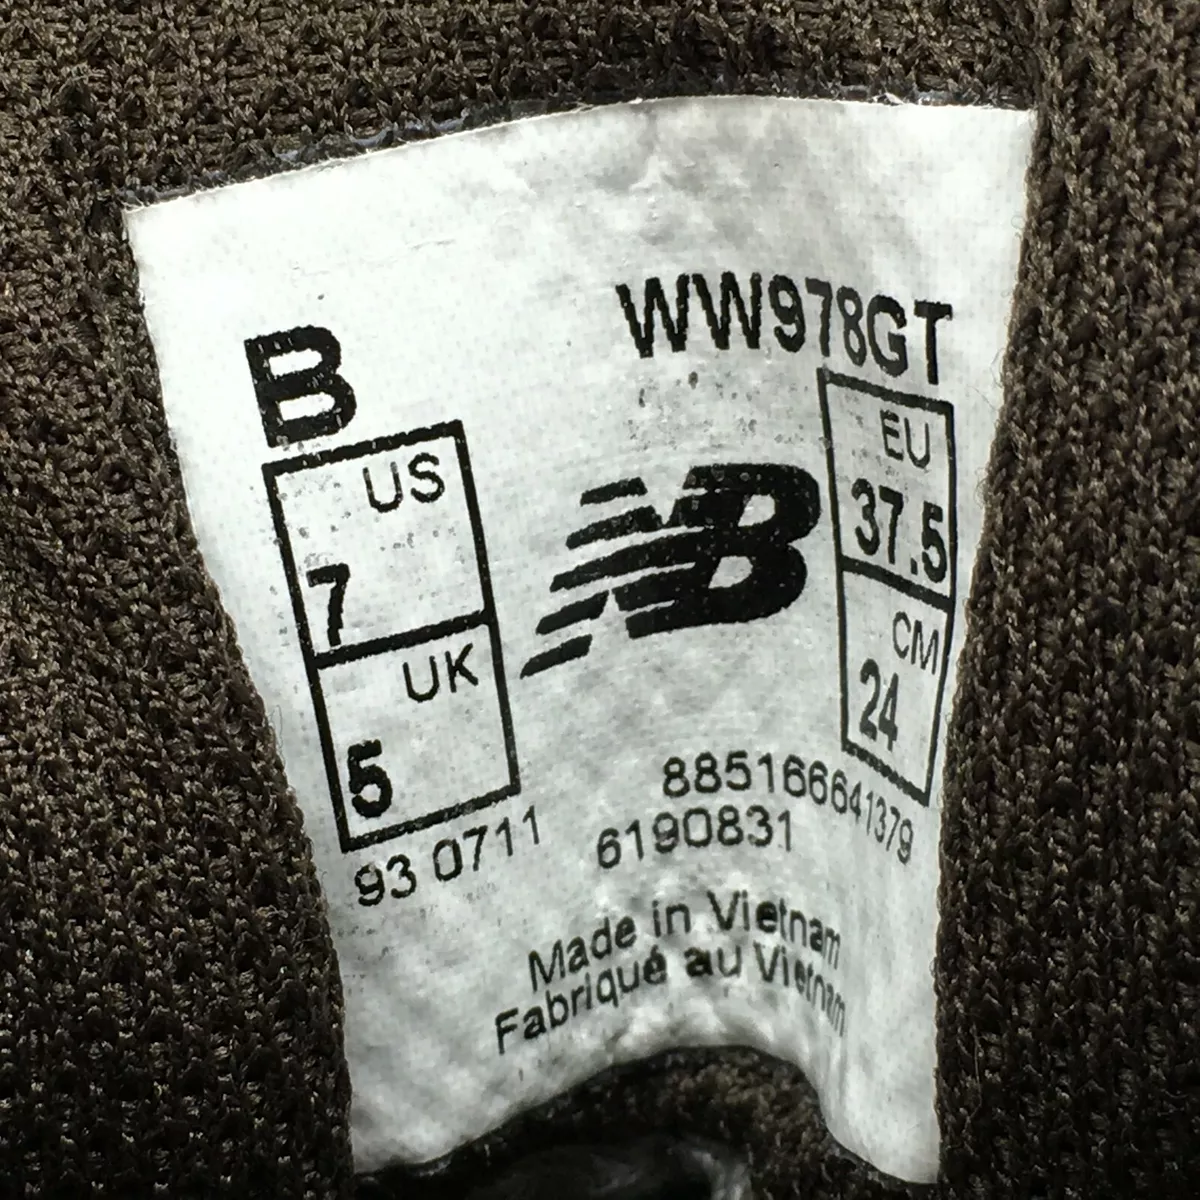 WW978GT
B
US
7
UK
5
NB
EU
37.5
CM
24
885166641379
93 0711
6190831
Made in Vietnam
Fabriqué au Vietnam